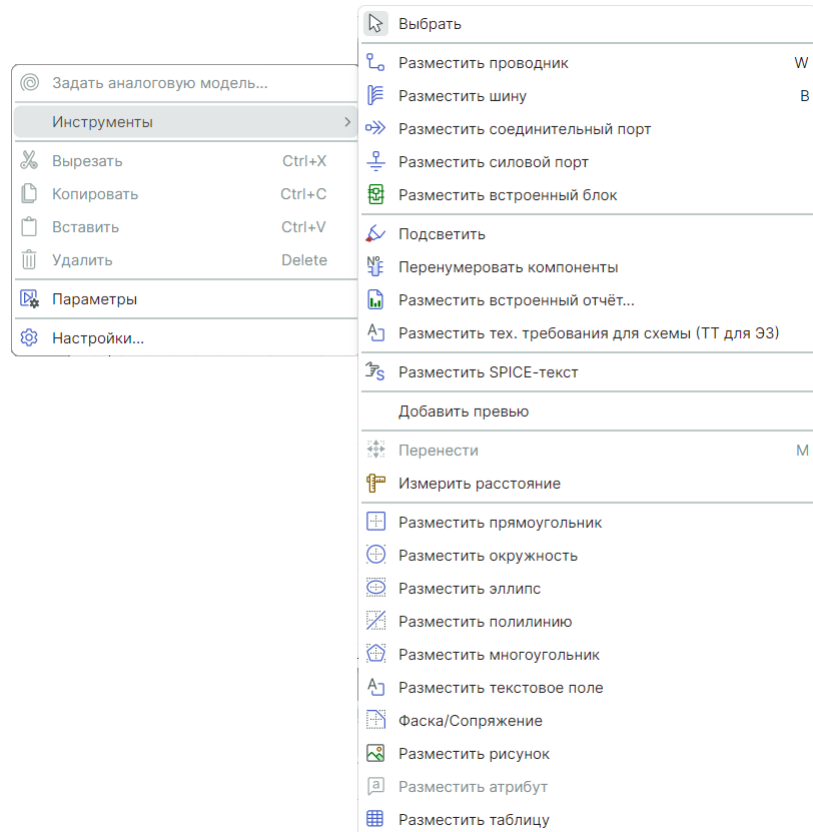 Задать аналоговую модель...
Инструменты
Вырезать Ctrl+X
Копировать Ctrl+C
Вставить Ctrl+V
Удалить Delete
Параметры
Настройки...
Выбрать
Разместить проводник W
Разместить шину B
Разместить соединительный порт
Разместить силовой порт
Разместить встроенный блок
Подсветить
Перенумеровать компоненты
Разместить встроенный отчёт...
Разместить тех. требования для схемы (ТТ для Э3)
Разместить SPICE-текст
Добавить превью
Перенести M
Измерить расстояние
Разместить прямоугольник
Разместить окружность
Разместить эллипс
Разместить полилинию
Разместить многоугольник
Разместить текстовое поле
Фаска/Сопряжение
Разместить рисунок
Разместить атрибут
Разместить таблицу